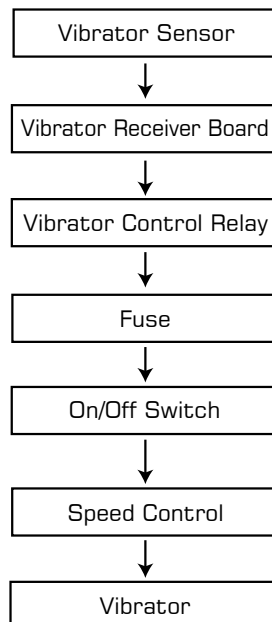 Vibrator Sensor
Vibrator Receiver Board
Vibrator Control Relay
Fuse
On/Off Switch
Speed Control
Vibrator